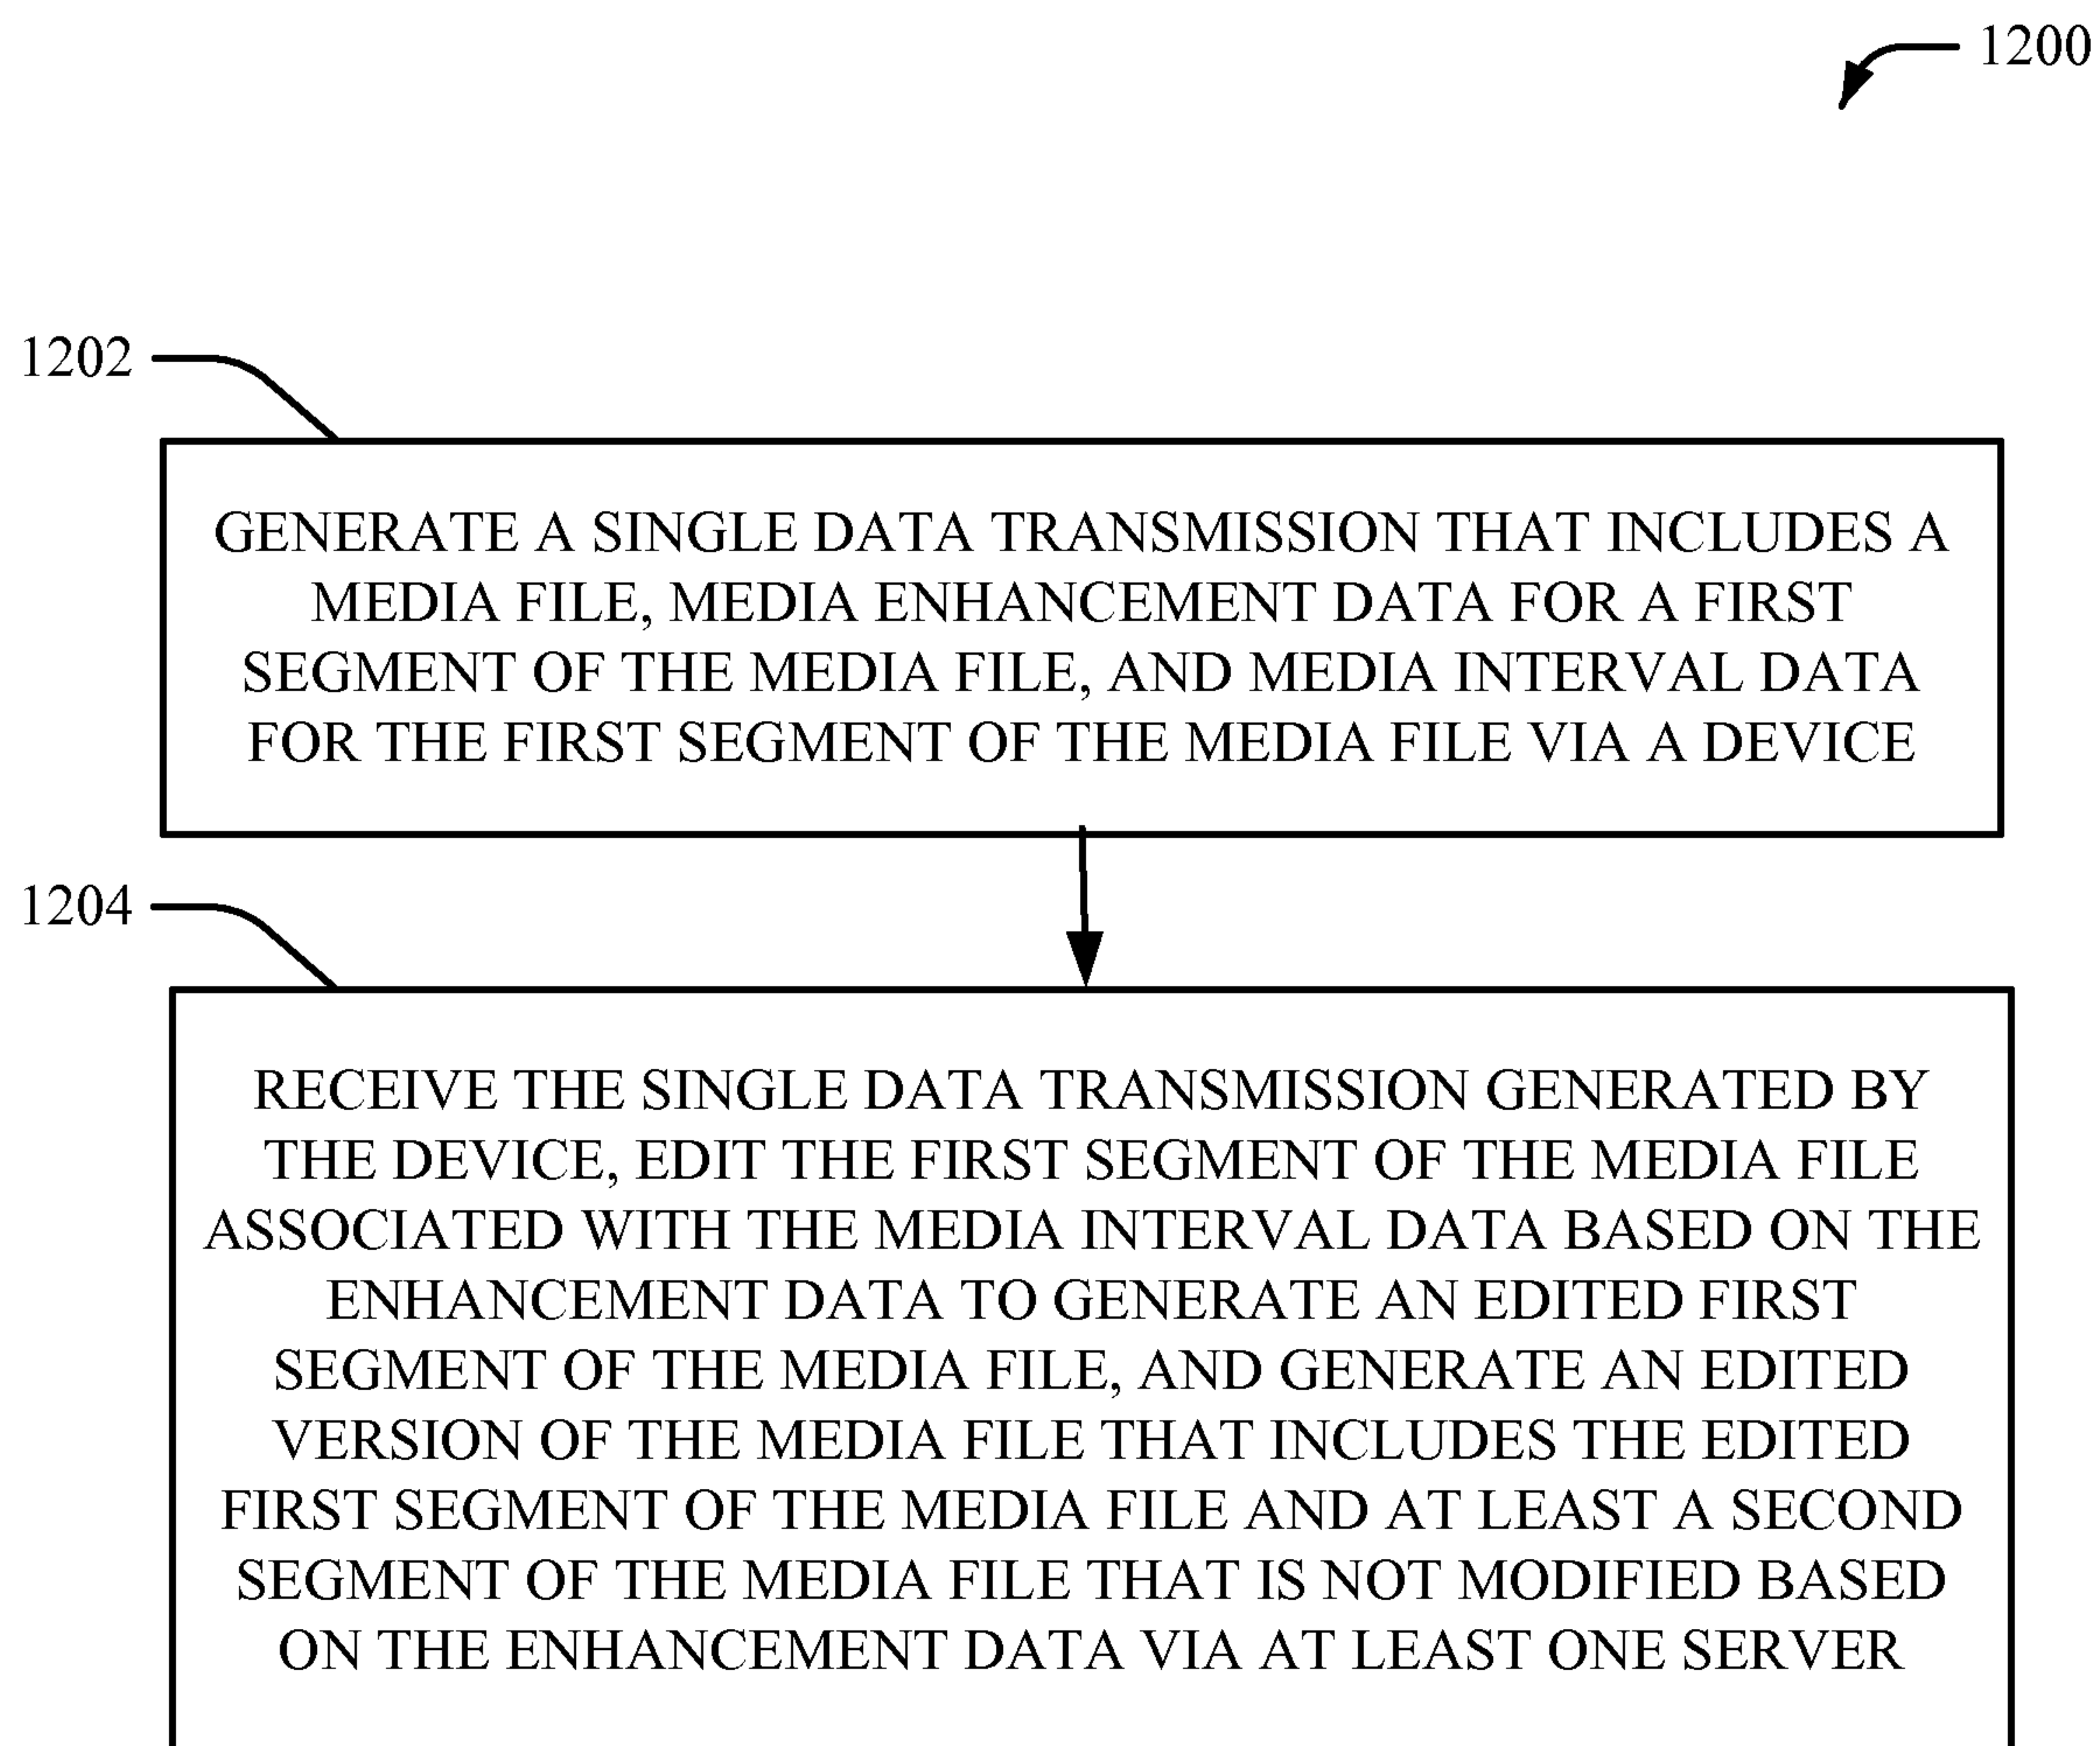 1200
1202
GENERATE A SINGLE DATA TRANSMISSION THAT INCLUDES A
MEDIA FILE, MEDIA ENHANCEMENT DATA FOR A FIRST
SEGMENT OF THE MEDIA FILE, AND MEDIA INTERVAL DATA
FOR THE FIRST SEGMENT OF THE MEDIA FILE VIA A DEVICE
1204
RECEIVE THE SINGLE DATA TRANSMISSION GENERATED BY
THE DEVICE, EDIT THE FIRST SEGMENT OF THE MEDIA FILE
ASSOCIATED WITH THE MEDIA INTERVAL DATA BASED ON THE
ENHANCEMENT DATA TO GENERATE AN EDITED FIRST
SEGMENT OF THE MEDIA FILE, AND GENERATE AN EDITED
VERSION OF THE MEDIA FILE THAT INCLUDES THE EDITED
FIRST SEGMENT OF THE MEDIA FILE AND AT LEAST A SECOND
SEGMENT OF THE MEDIA FILE THAT IS NOT MODIFIED BASED
ON THE ENHANCEMENT DATA VIA AT LEAST ONE SERVER